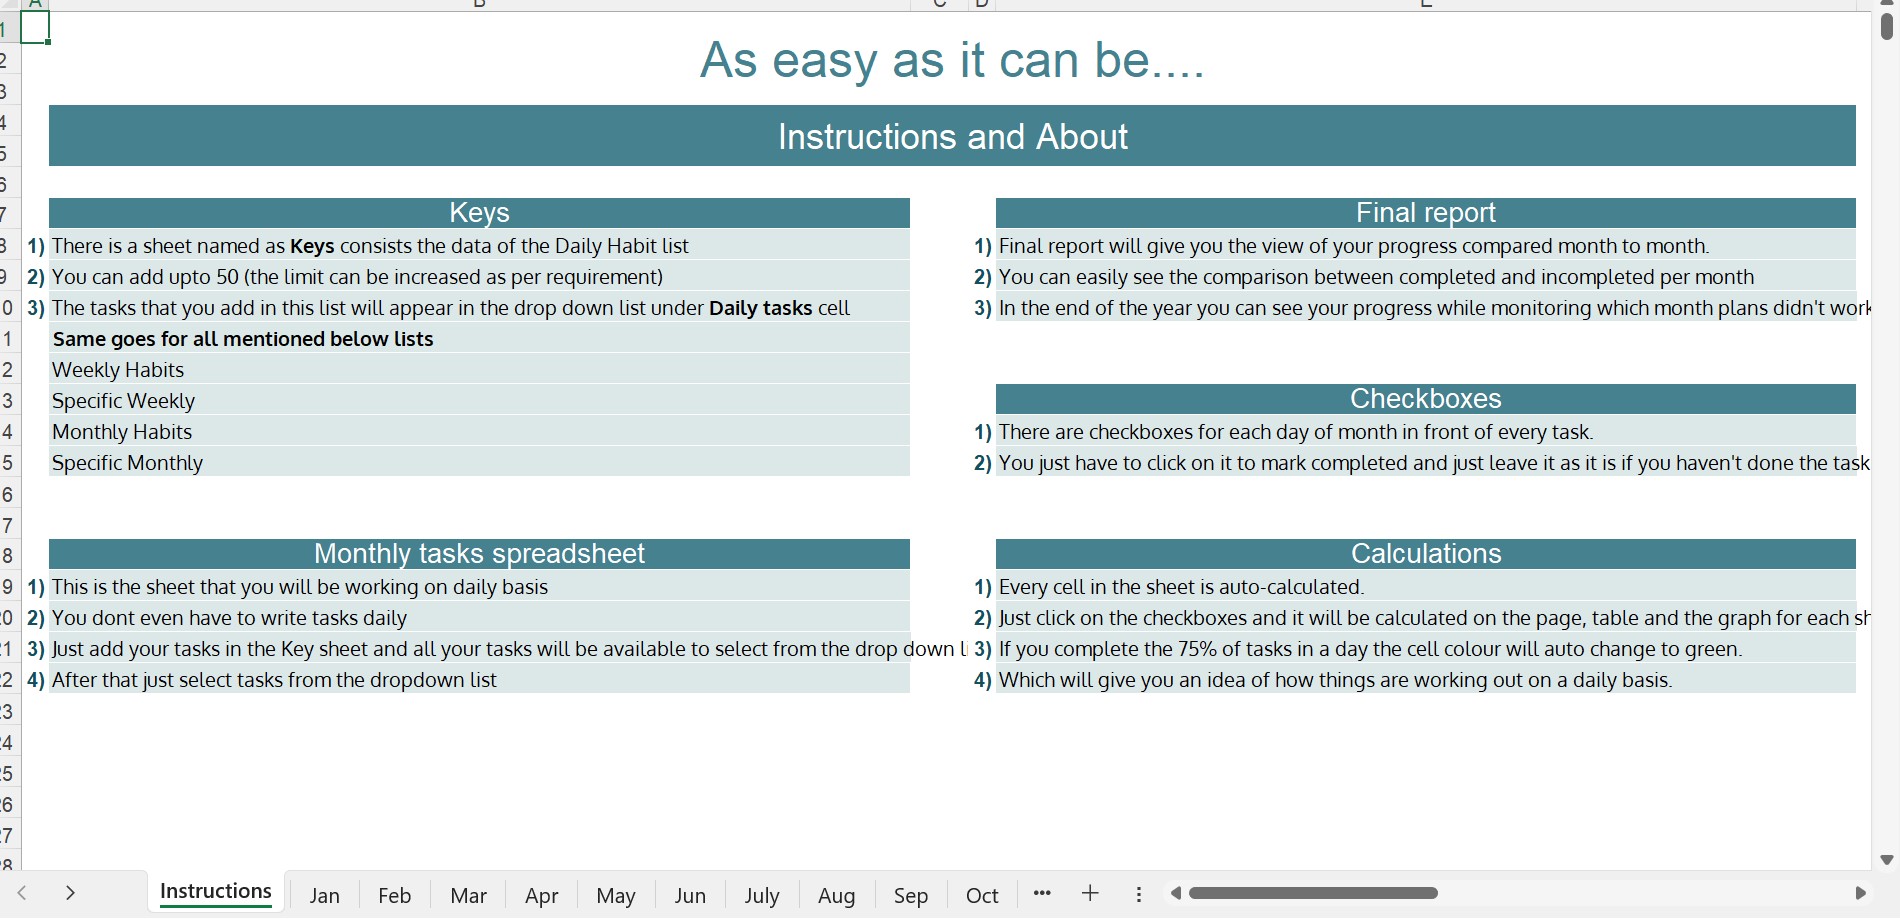 A B C D E
As easy as it can be....
Instructions and About
Keys
1) There is a sheet named as Keys consists the data of the Daily Habit list
2) You can add upto 50 (the limit can be increased as per requirement)
3) The tasks that you add in this list will appear in the drop down list under Daily tasks cell
Same goes for all mentioned below lists
Weekly Habits
Specific Weekly
Monthly Habits
Specific Monthly
Final report
1) Final report will give you the view of your progress compared month to month.
2) You can easily see the comparison between completed and incompleted per month
3) In the end of the year you can see your progress while monitoring which month plans didn't work
Checkboxes
1) There are checkboxes for each day of month in front of every task.
2) You just have to click on it to mark completed and just leave it as it is if you haven't done the task
Monthly tasks spreadsheet
1) This is the sheet that you will be working on daily basis
2) You dont even have to write tasks daily
3) Just add your tasks in the Key sheet and all your tasks will be available to select from the drop down
4) After that just select tasks from the dropdown list
Calculations
1) Every cell in the sheet is auto-calculated.
2) Just click on the checkboxes and it will be calculated on the page, table and the graph for each
3) If you complete the 75% of tasks in a day the cell colour will auto change to green.
4) Which will give you an idea of how things are working out on a daily basis.
Instructions Jan Feb Mar Apr May Jun July Aug Sep Oct ...